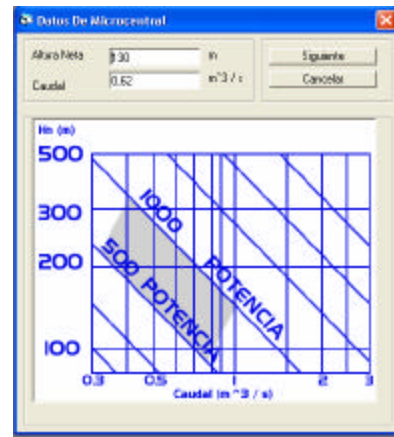 Datos De Microcentral
Altura Neta 130 m Siguiente
Caudal 0.62 m^3 / s Cancelar
Hn (m)
500
300
200
100
1000 POTENCIA
500 POTENCIA
0.3 0.5 1 2 3
Caudal (m ^3 / s)